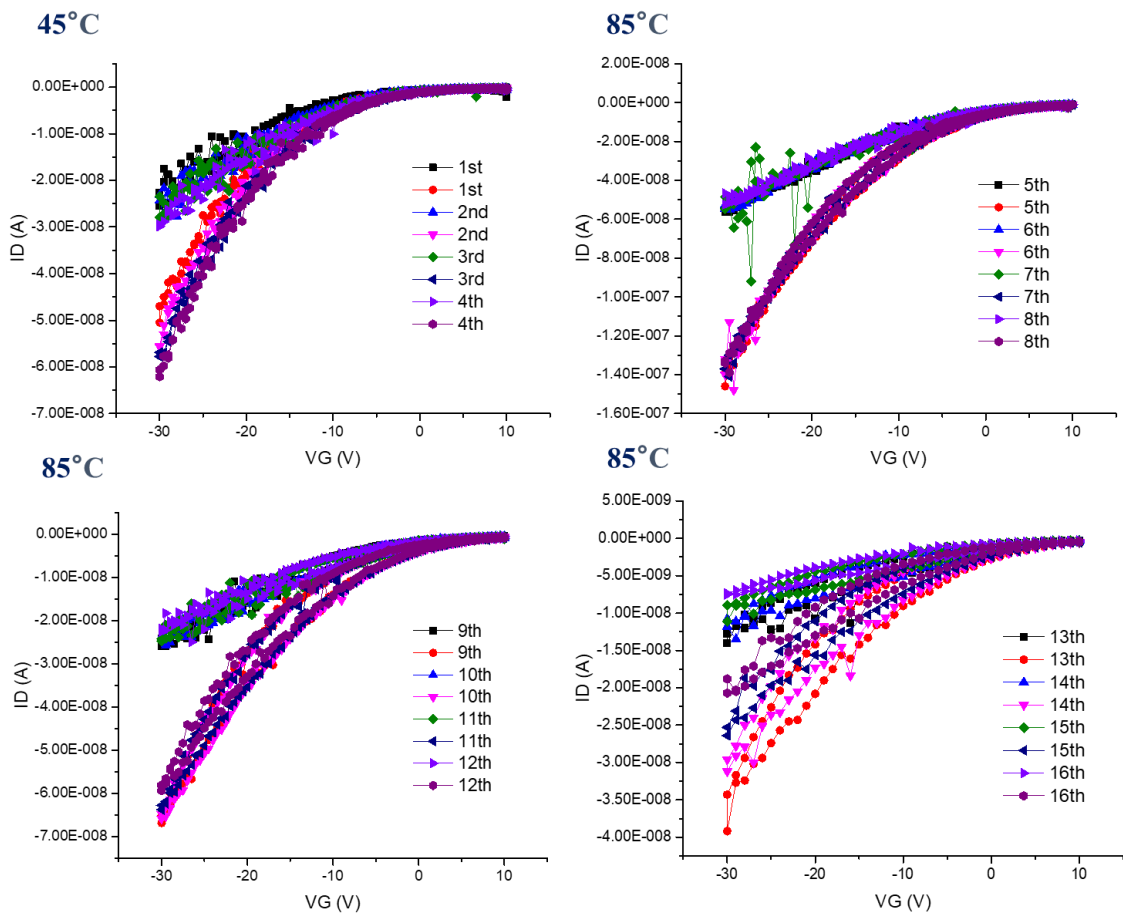 45°C
0.00E+000
-1.00E-008
-2.00E-008
-3.00E-008
-4.00E-008
-5.00E-008
-6.00E-008
-7.00E-008
ID (A)
-30
-20
-10
0
10
VG (V)
1st
1st
2nd
2nd
3rd
3rd
4th
4th
85°C
2.00E-008
0.00E+000
-2.00E-008
-4.00E-008
-6.00E-008
-8.00E-008
-1.00E-007
-1.20E-007
-1.40E-007
-1.60E-007
ID (A)
-30
-20
-10
0
10
VG (V)
5th
5th
6th
6th
7th
7th
8th
8th
85°C
0.00E+000
-1.00E-008
-2.00E-008
-3.00E-008
-4.00E-008
-5.00E-008
-6.00E-008
-7.00E-008
ID (A)
-30
-20
-10
0
10
VG (V)
9th
9th
10th
10th
11th
11th
12th
12th
85°C
5.00E-009
0.00E+000
-5.00E-009
-1.00E-008
-1.50E-008
-2.00E-008
-2.50E-008
-3.00E-008
-3.50E-008
-4.00E-008
ID (A)
-30
-20
-10
0
10
VG (V)
13th
13th
14th
14th
15th
15th
16th
16th